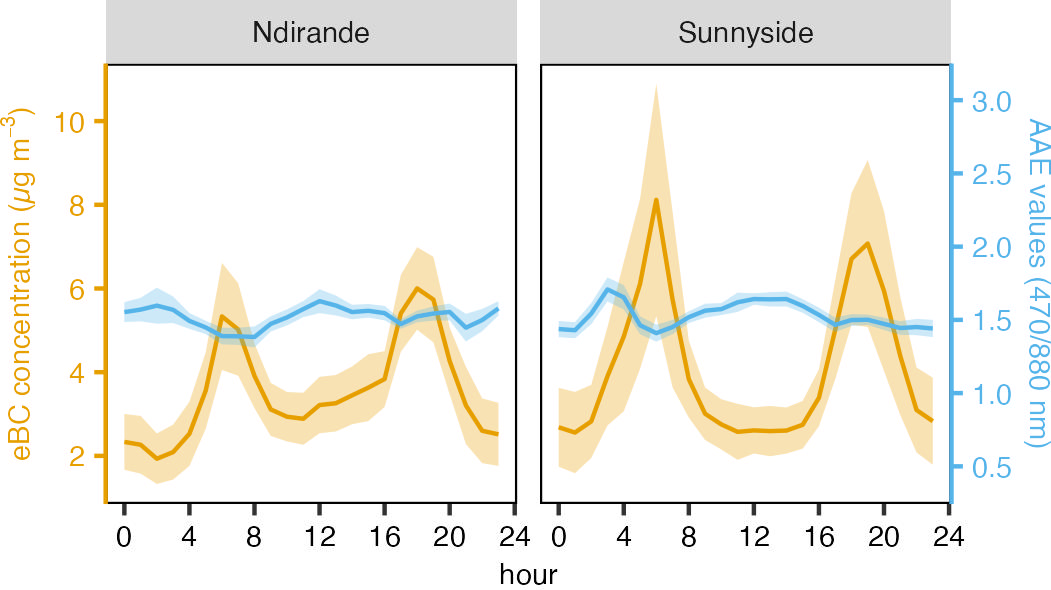 Ndirande
Sunnyside
eBC concentration (µg m⁻³)
10
8
6
4
2
3.0
2.5
2.0
1.5
1.0
0.5
AAE values (470/880 nm)
0 4 8 12 16 20 24 0 4 8 12 16 20 24
hour